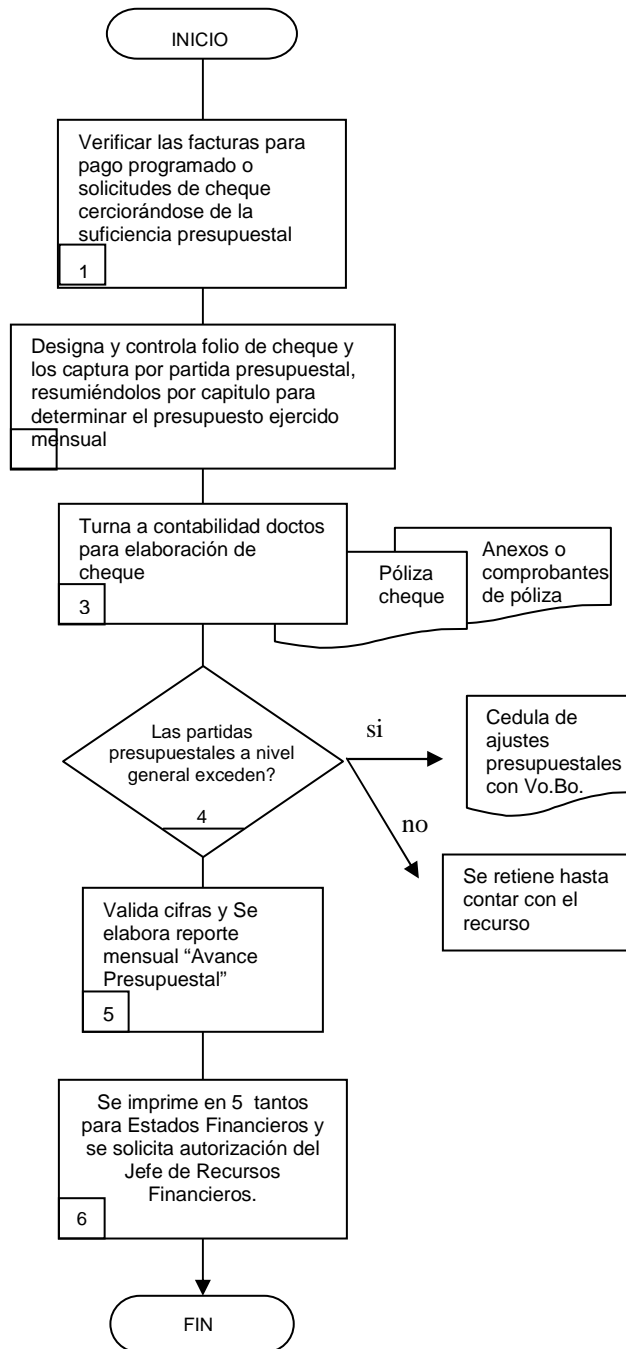 INICIO
Verificar las facturas para
pago programado o
solicitudes de cheque
cerciorándose de la
suficiencia presupuestal
1
Designa y controla folio de cheque y
los captura por partida presupuestal,
resumiéndolos por capitulo para
determinar el presupuesto ejercido
mensual
Turna a contabilidad doctos
para elaboración de
cheque
3
Póliza
cheque
Anexos o
comprobantes
de póliza
Las partidas
presupuestales a nivel
general exceden?
4
si
Cedula de
ajustes
presupuestales
con Vo.Bo.
no
Se retiene hasta
contar con el
recurso
Valida cifras y Se
elabora reporte
mensual “Avance
Presupuestal”
5
Se imprime en 5 tantos
para Estados Financieros y
se solicita autorización del
Jefe de Recursos
Financieros.
6
FIN